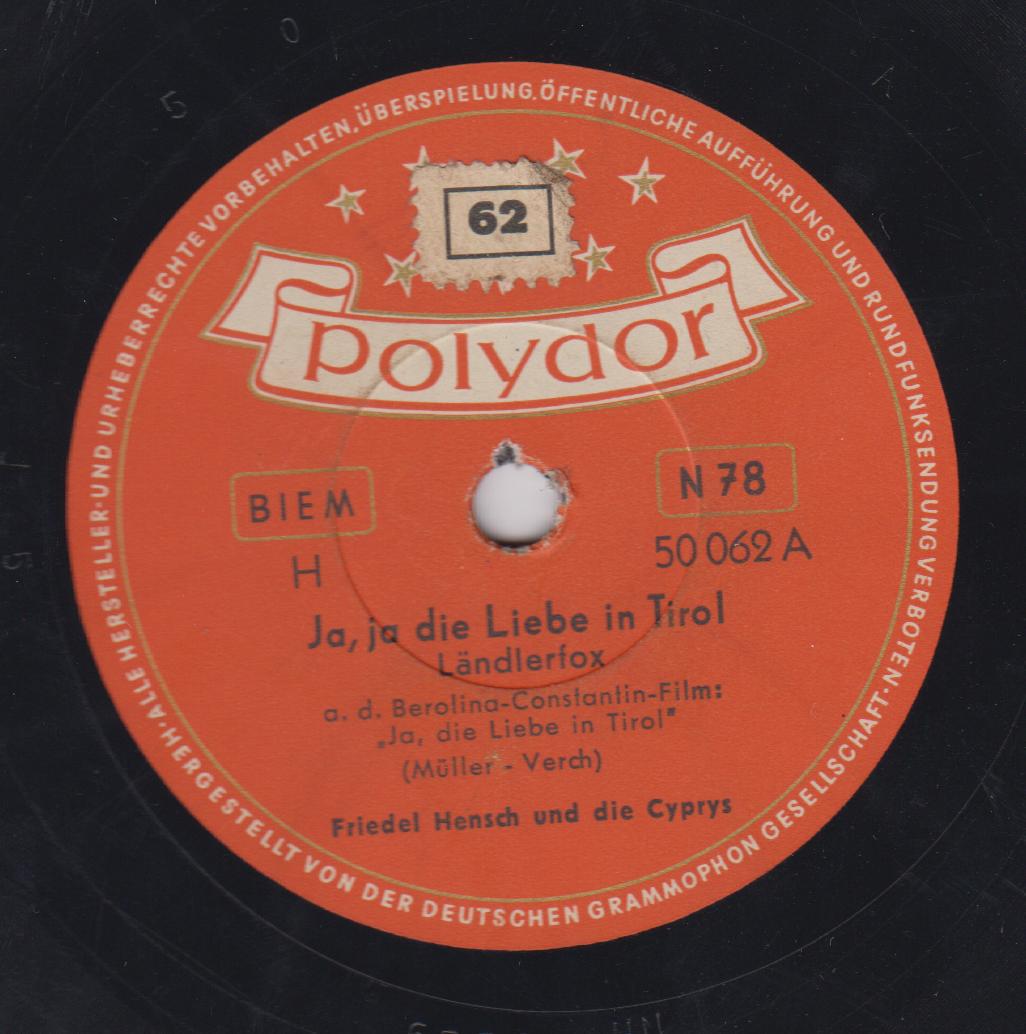 ALLE HERSTELLER-UND URHEBERRECHTE VORBEHALTEN,ÜBERSPIELUNG,ÖFFENTLICHE AUFFÜHRUNG UND RUNDFUNKSENDUNG VERBOTEN·
62
polydor
BIEM
N 78
H
50 062 A
Ja, ja die Liebe in Tirol
Ländlerfox
a. d. Berolina-Constantin-Film:
„Ja, die Liebe in Tirol"
(Müller - Verch)
Friedel Hensch und die Cyprys
·HERGESTELLT VON DER DEUTSCHEN GRAMMOPHON GESELLSCHAFT·